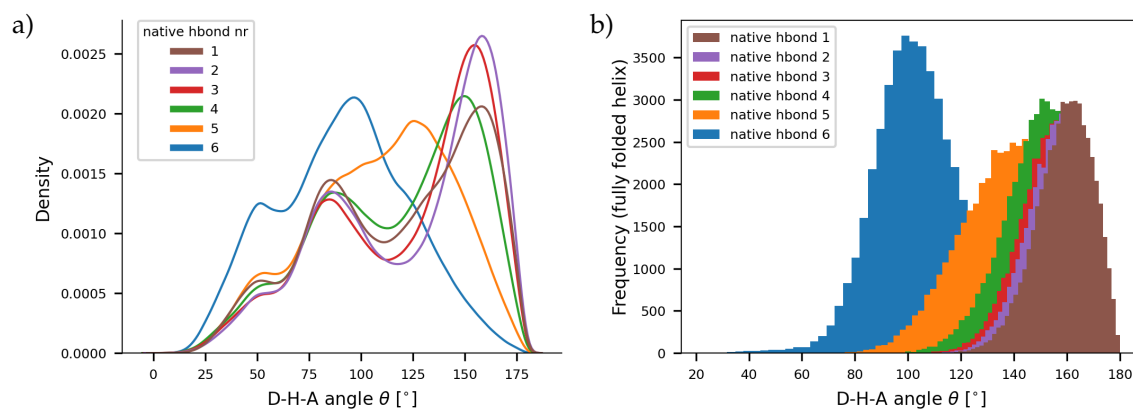 a)
native hbond nr
1
2
3
4
5
6
Density
0.0025
0.0020
0.0015
0.0010
0.0005
0.0000
0 25 50 75 100 125 150 175
D-H-A angle θ [°]
b)
native hbond 1
native hbond 2
native hbond 3
native hbond 4
native hbond 5
native hbond 6
Frequency (fully folded helix)
3500
3000
2500
2000
1500
1000
500
0
20 40 60 80 100 120 140 160 180
D-H-A angle θ [°]